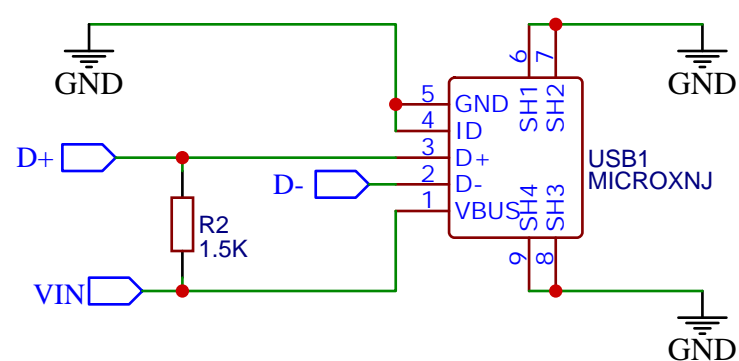 GND
5
GND
4
ID
D+
3
D+
D-
2
D-
1
VBUS
R2
1.5K
VIN
6
7
SH1
SH2
GND
USB1
MICROXNJ
SH4
SH3
9
8
GND